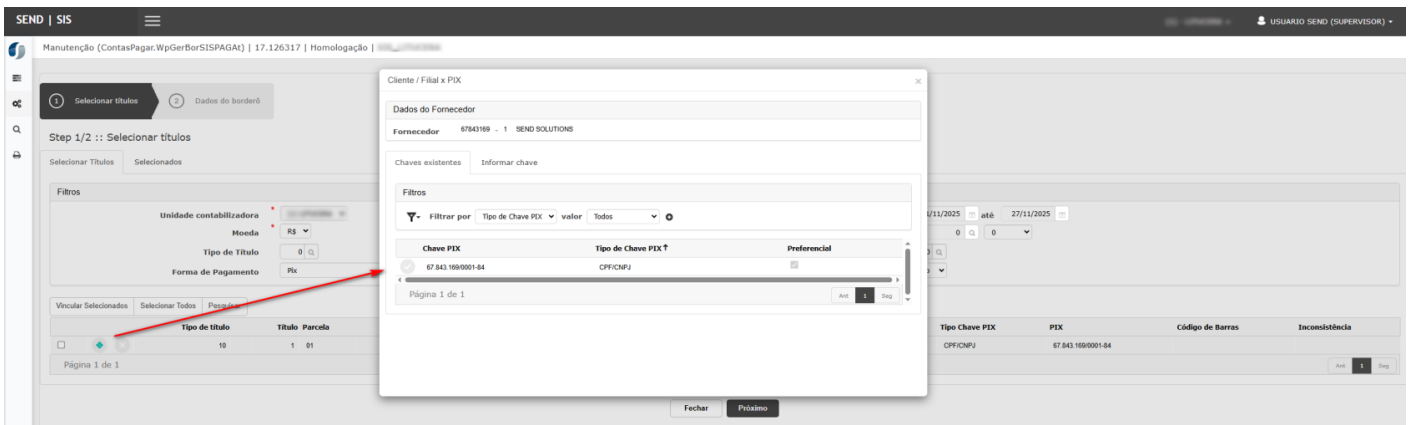 SEND | SIS
USUARIO SEND (SUPERVISOR)
Manutenção (ContasPagar.WpGerBorSISPAGAt) | 17.126317 | Homologação |
1 Selecionar títulos
2 Dados do borderô
Step 1/2 :: Selecionar títulos
Selecionar Títulos Selecionados
Filtros
Unidade contabilizadora *
Moeda * R$
Tipo de Título 0
Forma de Pagamento Pix
/11/2025 até 27/11/2025
0 0
Vincular Selecionados Selecionar Todos Pesquisar
Tipo de título Título Parcela Tipo Chave PIX PIX Código de Barras Inconsistência
10 1 01 CPF/CNPJ 67.843.169/0001-84
Página 1 de 1 Ant 1 Seg
Cliente / Filial x PIX ×
Dados do Fornecedor
Fornecedor 67843169 - 1 SEND SOLUTIONS
Chaves existentes Informar chave
Filtros
Filtrar por Tipo de Chave PIX valor Todos
Chave PIX Tipo de Chave PIX↑ Preferencial
67.843.169/0001-84 CPF/CNPJ
Página 1 de 1 Ant 1 Seg
Fechar Próximo